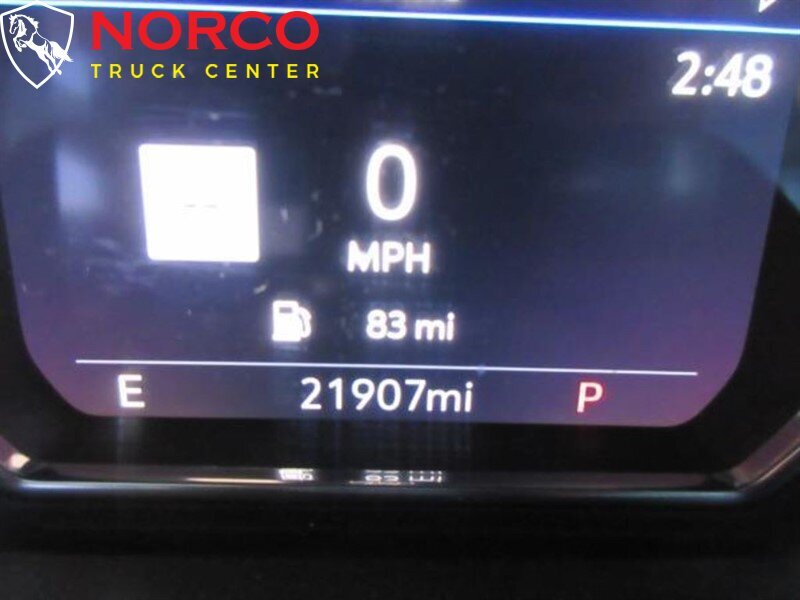 NORCO
TRUCK CENTER
2:48
--
0
MPH
83 mi
E 21907mi P